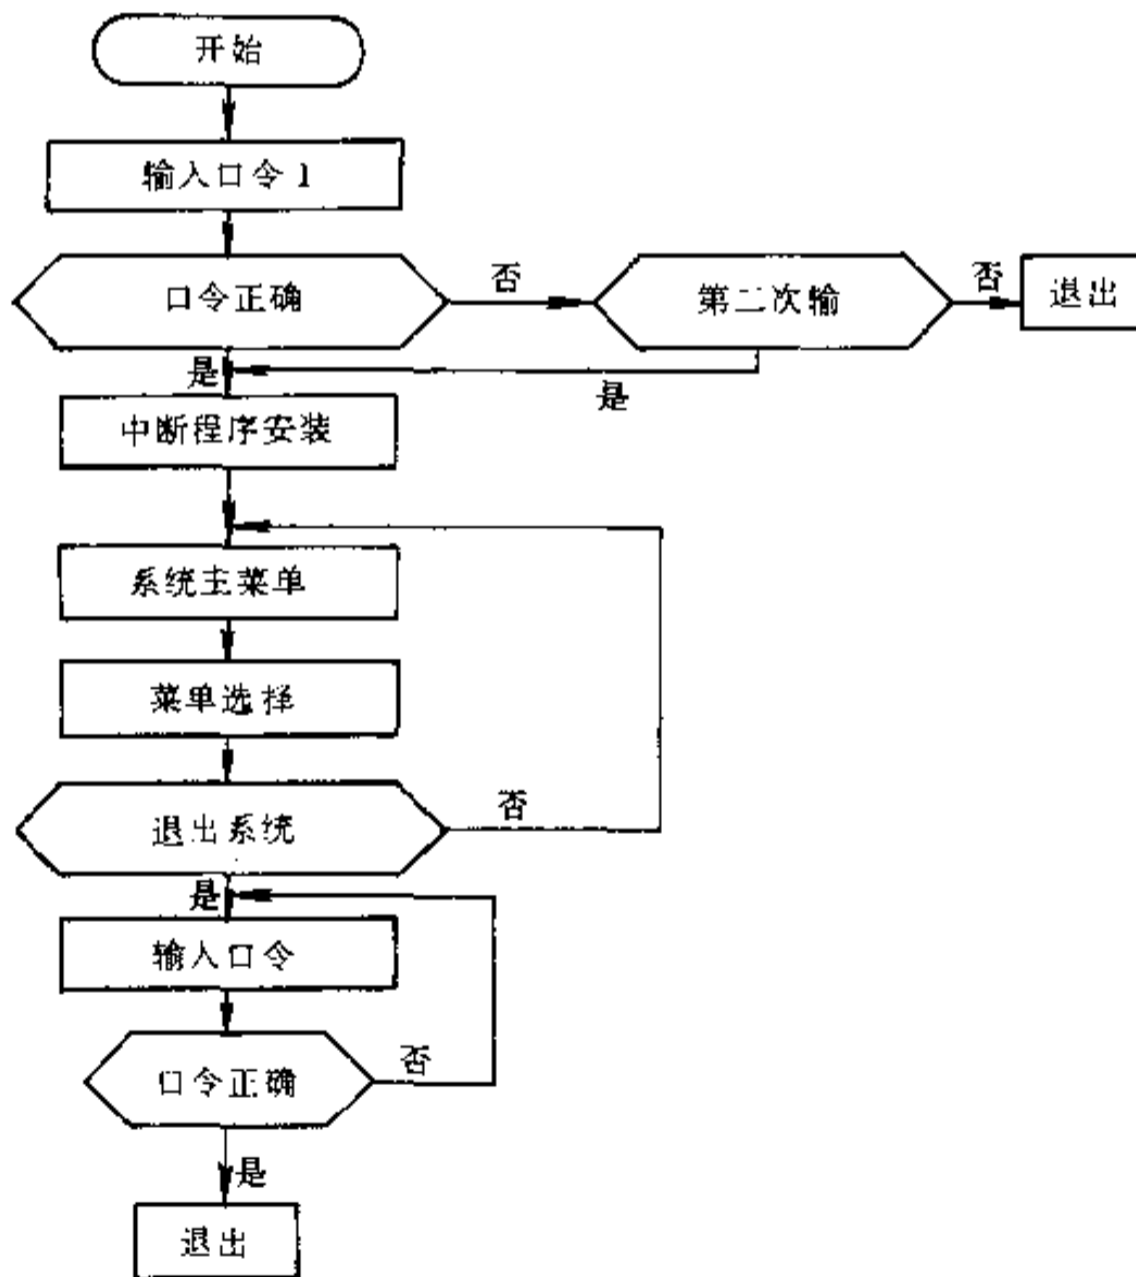 开始
输入口令1
口令正确
否
第二次输
否
退出
是
是
中断程序安装
系统主菜单
菜单选择
退出系统
否
是
输入口令
口令正确
否
是
退出